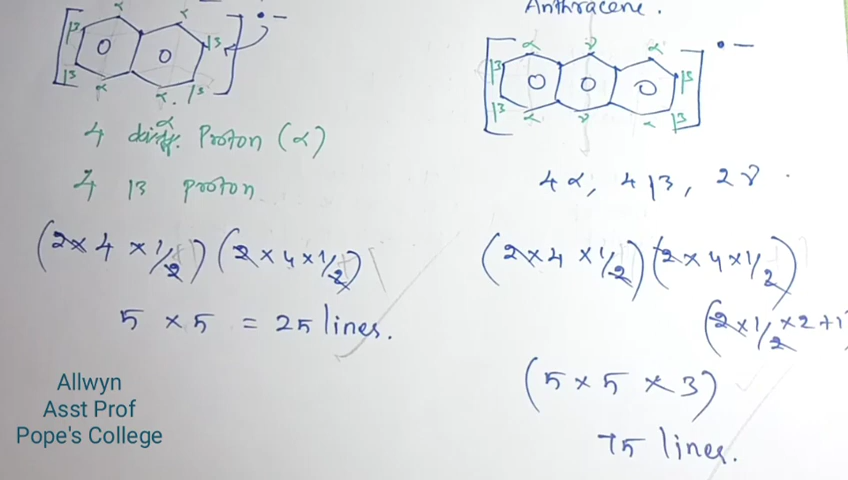 α α
β
]•−
β
β
α
α. β
4 α Proton (α)
4 β proton
(2×4×1/2) (2×4×1/2)
5 × 5 = 25 lines.
Anthracene.
α γ α
β β
]•−
β β
α γ α
4α, 4β, 2γ.
(2×4×1/2) (2×4×1/2)
(2×1/2×2+1
(5 × 5 × 3)
75 lines.
Allwyn
Asst Prof
Pope's College